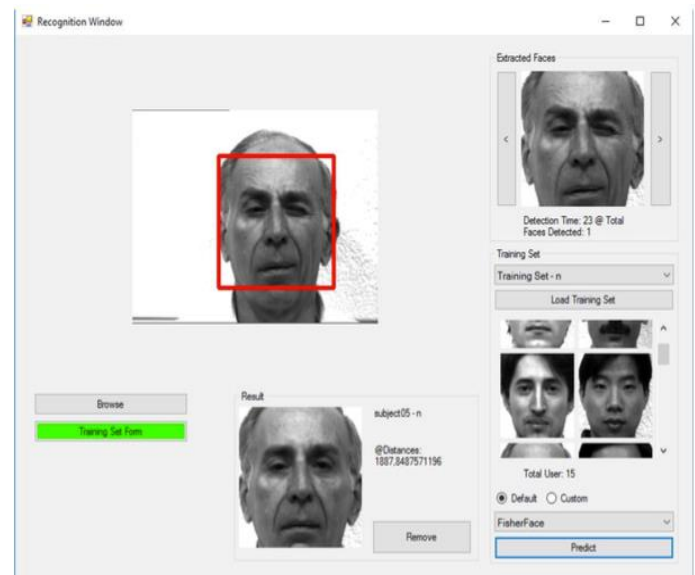 Recognition Window
Extracted Faces
<
>
Detection Time: 23 @ Total
Faces Detected: 1
Training Set
Training Set - n
Load Training Set
Total User: 15
Default
Custom
FisherFace
Predict
Browse
Training Set Form
Result
subject05 - n
@Distances:
1887,8487571196
Remove